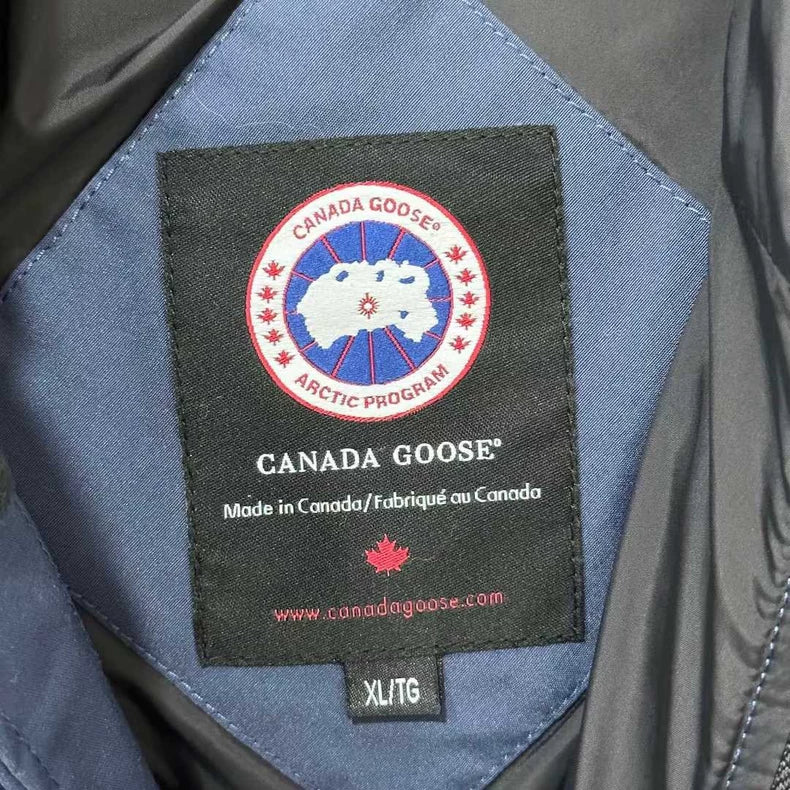 CANADA GOOSE®
ARCTIC PROGRAM
CANADA GOOSE®
Made in Canada/Fabriqué au Canada
www.canadagoose.com
XL/TG